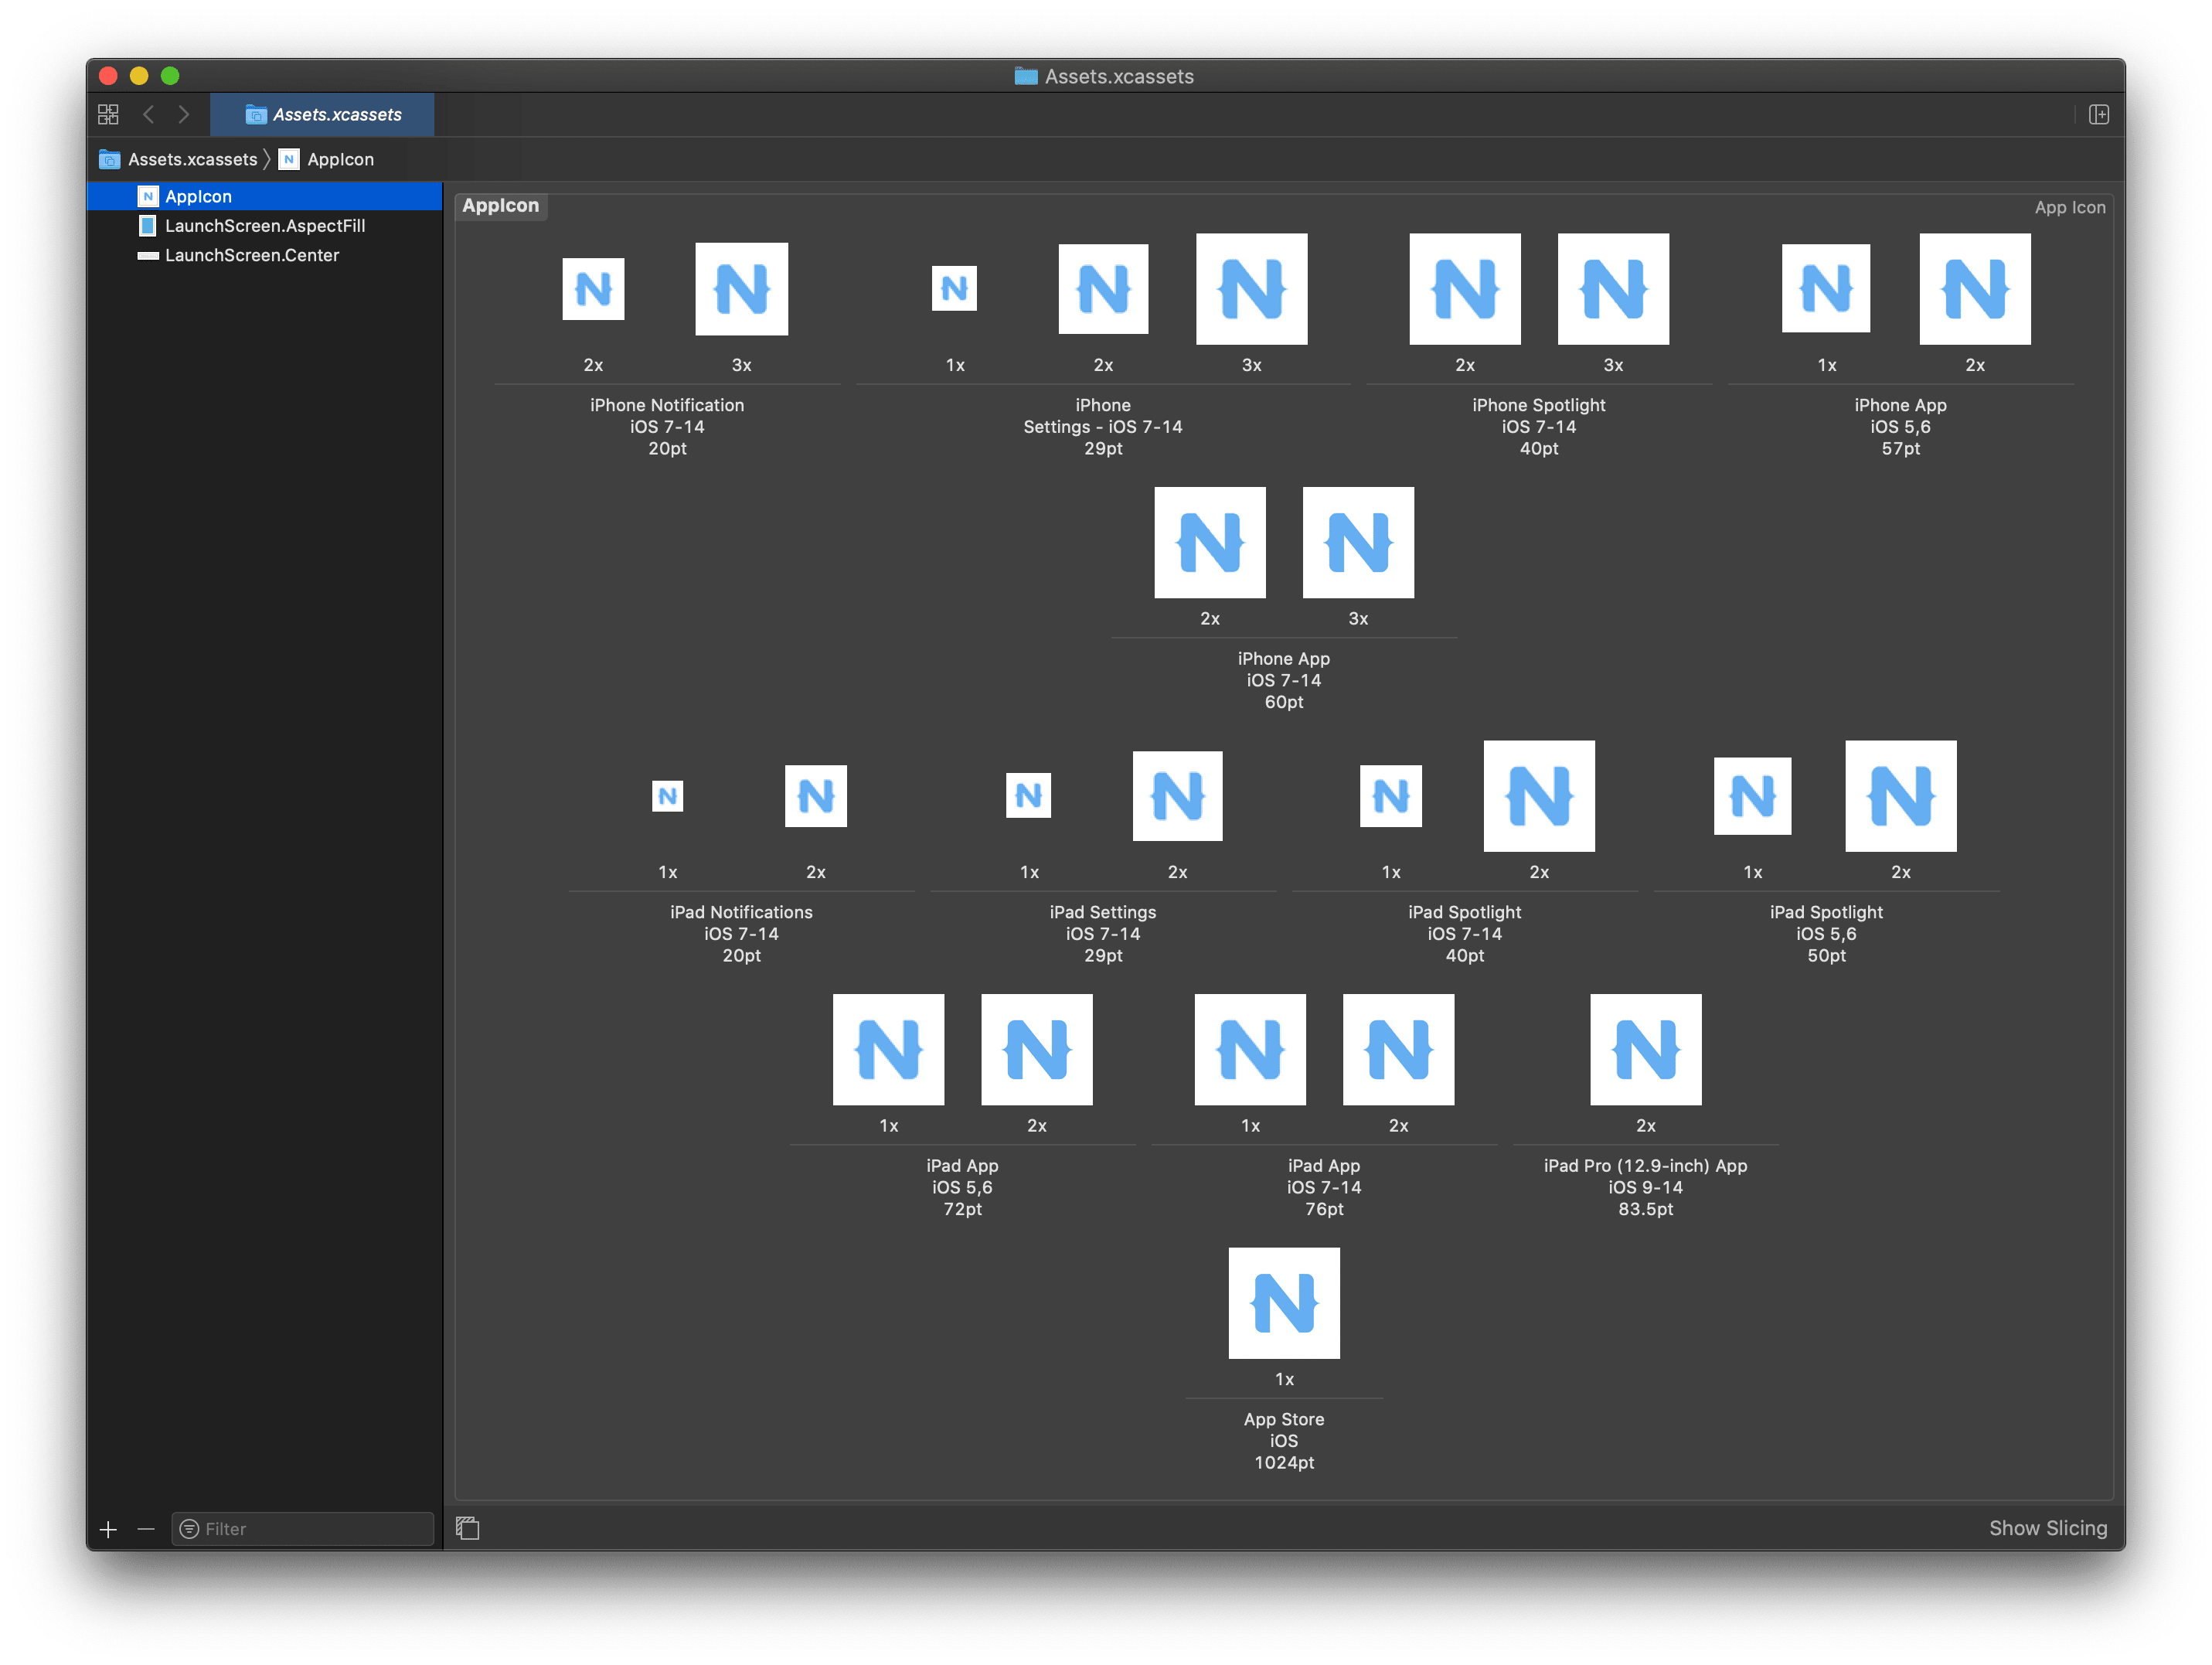 Assets.xcassets
Assets.xcassets
Assets.xcassets AppIcon
AppIcon
LaunchScreen.AspectFill
LaunchScreen.Center
AppIcon
App Icon
2x 3x
iPhone Notification
iOS 7-14
20pt
1x 2x 3x
iPhone
Settings - iOS 7-14
29pt
2x 3x
iPhone Spotlight
iOS 7-14
40pt
1x 2x
iPhone App
iOS 5,6
57pt
2x 3x
iPhone App
iOS 7-14
60pt
1x 2x
iPad Notifications
iOS 7-14
20pt
1x 2x
iPad Settings
iOS 7-14
29pt
1x 2x
iPad Spotlight
iOS 7-14
40pt
1x 2x
iPad Spotlight
iOS 5,6
50pt
1x 2x
iPad App
iOS 5,6
72pt
1x 2x
iPad App
iOS 7-14
76pt
2x
iPad Pro (12.9-inch) App
iOS 9-14
83.5pt
1x
App Store
iOS
1024pt
Filter
Show Slicing